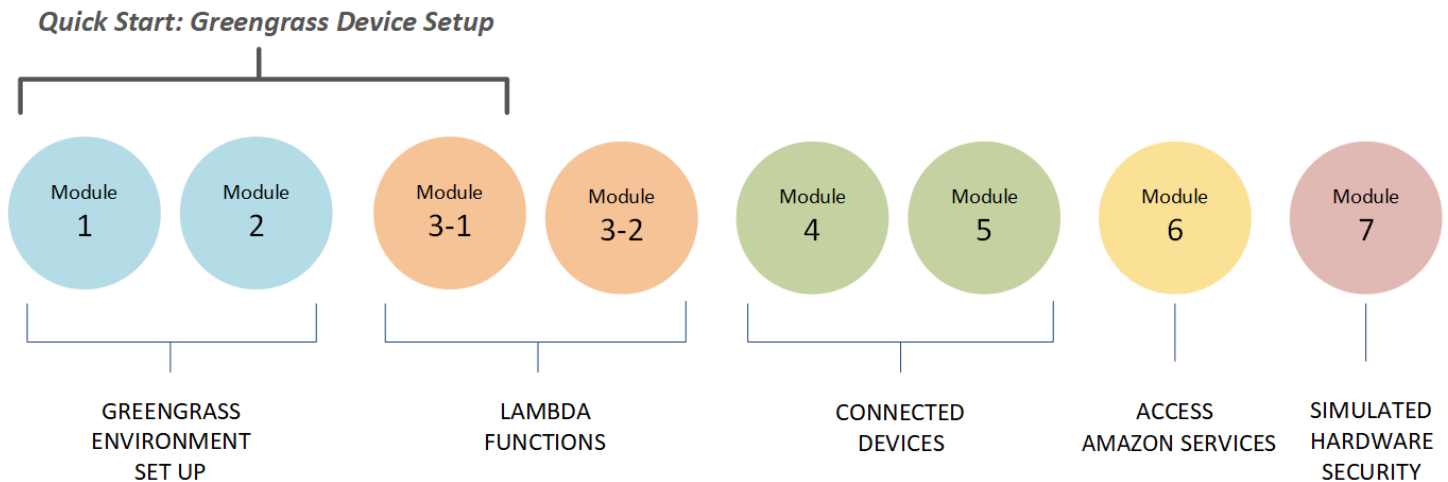 Quick Start: Greengrass Device Setup
Module
1
Module
2
Module
3-1
Module
3-2
Module
4
Module
5
Module
6
Module
7
GREENGRASS
ENVIRONMENT
SET UP
LAMBDA
FUNCTIONS
CONNECTED
DEVICES
ACCESS
AMAZON SERVICES
SIMULATED
HARDWARE
SECURITY